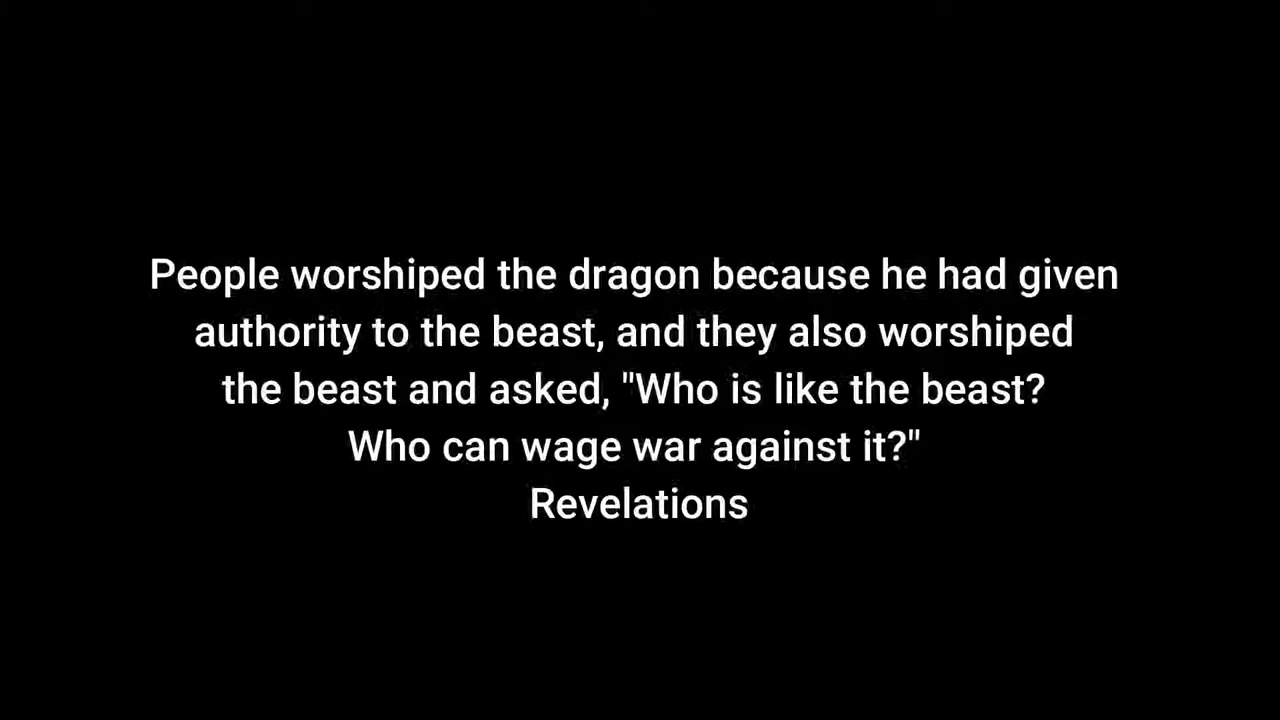 People worshiped the dragon because he had given
authority to the beast, and they also worshiped
the beast and asked, "Who is like the beast?
Who can wage war against it?"
Revelations